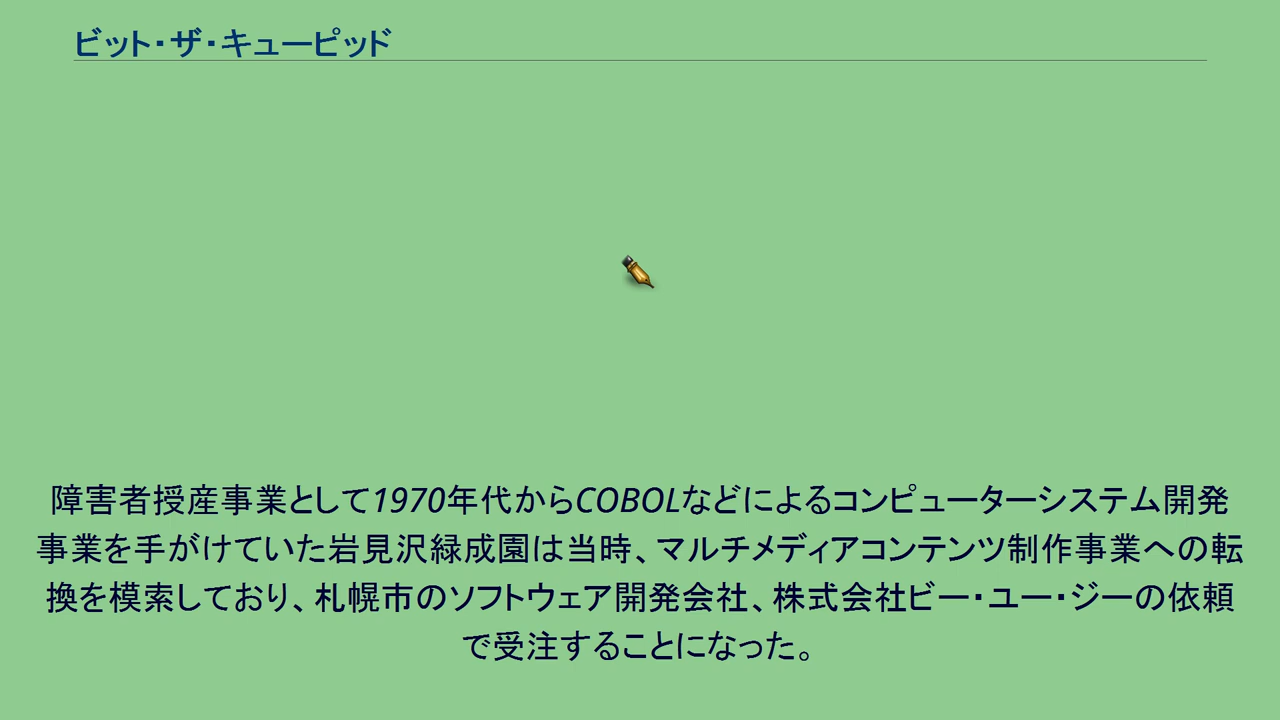 ビット・ザ・キューピッド
障害者授産事業として1970年代からCOBOLなどによるコンピューターシステム開発
事業を手がけていた岩見沢緑成園は当時、マルチメディアコンテンツ制作事業への転
換を模索しており、札幌市のソフトウェア開発会社、株式会社ビー・ユー・ジーの依頼
で受注することになった。